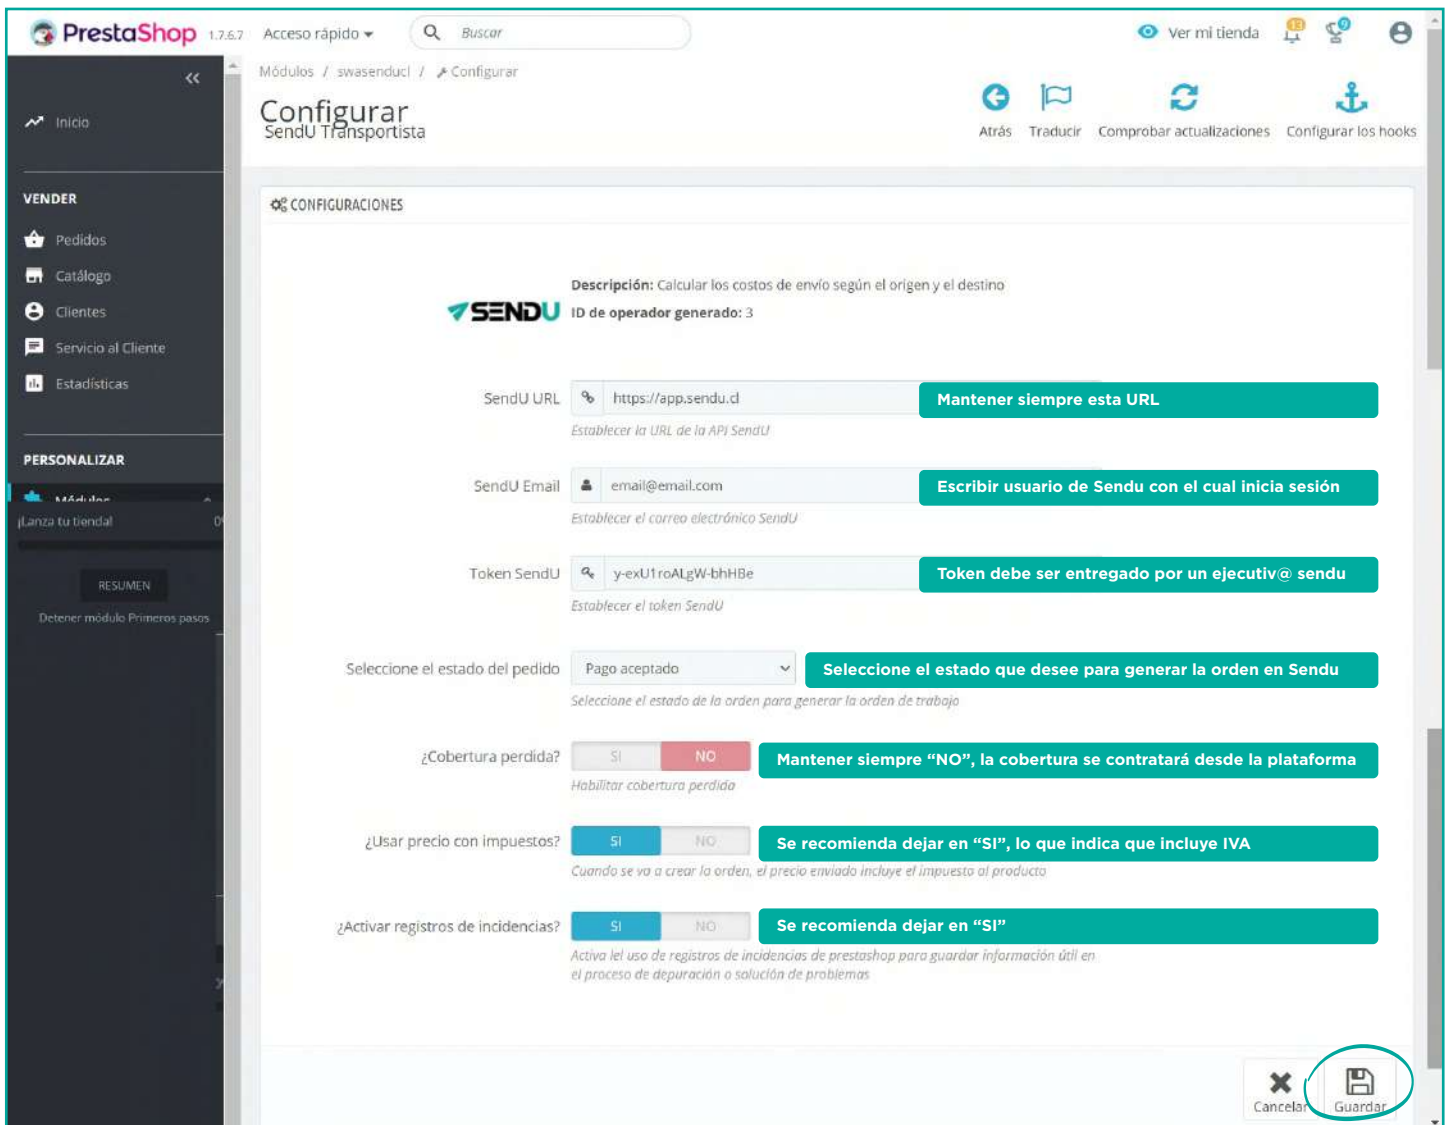 PrestaShop 1.7.6.7 Acceso rápido Buscar Ver mi tienda 13 9
Módulos / swasenducl / Configurar
Configurar
SendU Transportista
Atrás Traducir Comprobar actualizaciones Configurar los hooks
Inicio
VENDER
Pedidos
Catálogo
Clientes
Servicio al Cliente
Estadísticas
PERSONALIZAR
Módulos
¡Lanza tu tienda!
RESUMEN
Detener módulo Primeros pasos
CONFIGURACIONES
SENDU
Descripción: Calcular los costos de envío según el origen y el destino
ID de operador generado: 3
SendU URL https://app.sendu.cl Mantener siempre esta URL
Establecer la URL de la API SendU
SendU Email email@email.com Escribir usuario de Sendu con el cual inicia sesión
Establecer el correo electrónico SendU
Token SendU y-exU1roALgW-bhHBe Token debe ser entregado por un ejecutiv@ sendu
Establecer el token SendU
Seleccione el estado del pedido Pago aceptado Seleccione el estado que desee para generar la orden en Sendu
Seleccione el estado de la orden para generar la orden de trabajo
¿Cobertura perdida? SI NO Mantener siempre “NO”, la cobertura se contratará desde la plataforma
Habilitar cobertura perdida
¿Usar precio con impuestos? SI NO Se recomienda dejar en “SI”, lo que indica que incluye IVA
Cuando se va a crear la orden, el precio enviado incluye el impuesto al producto
¿Activar registros de incidencias? SI NO Se recomienda dejar en “SI”
Activa lel uso de registros de incidencias de prestashop para guardar información útil en
el proceso de depuración o solución de problemas
Cancelar Guardar